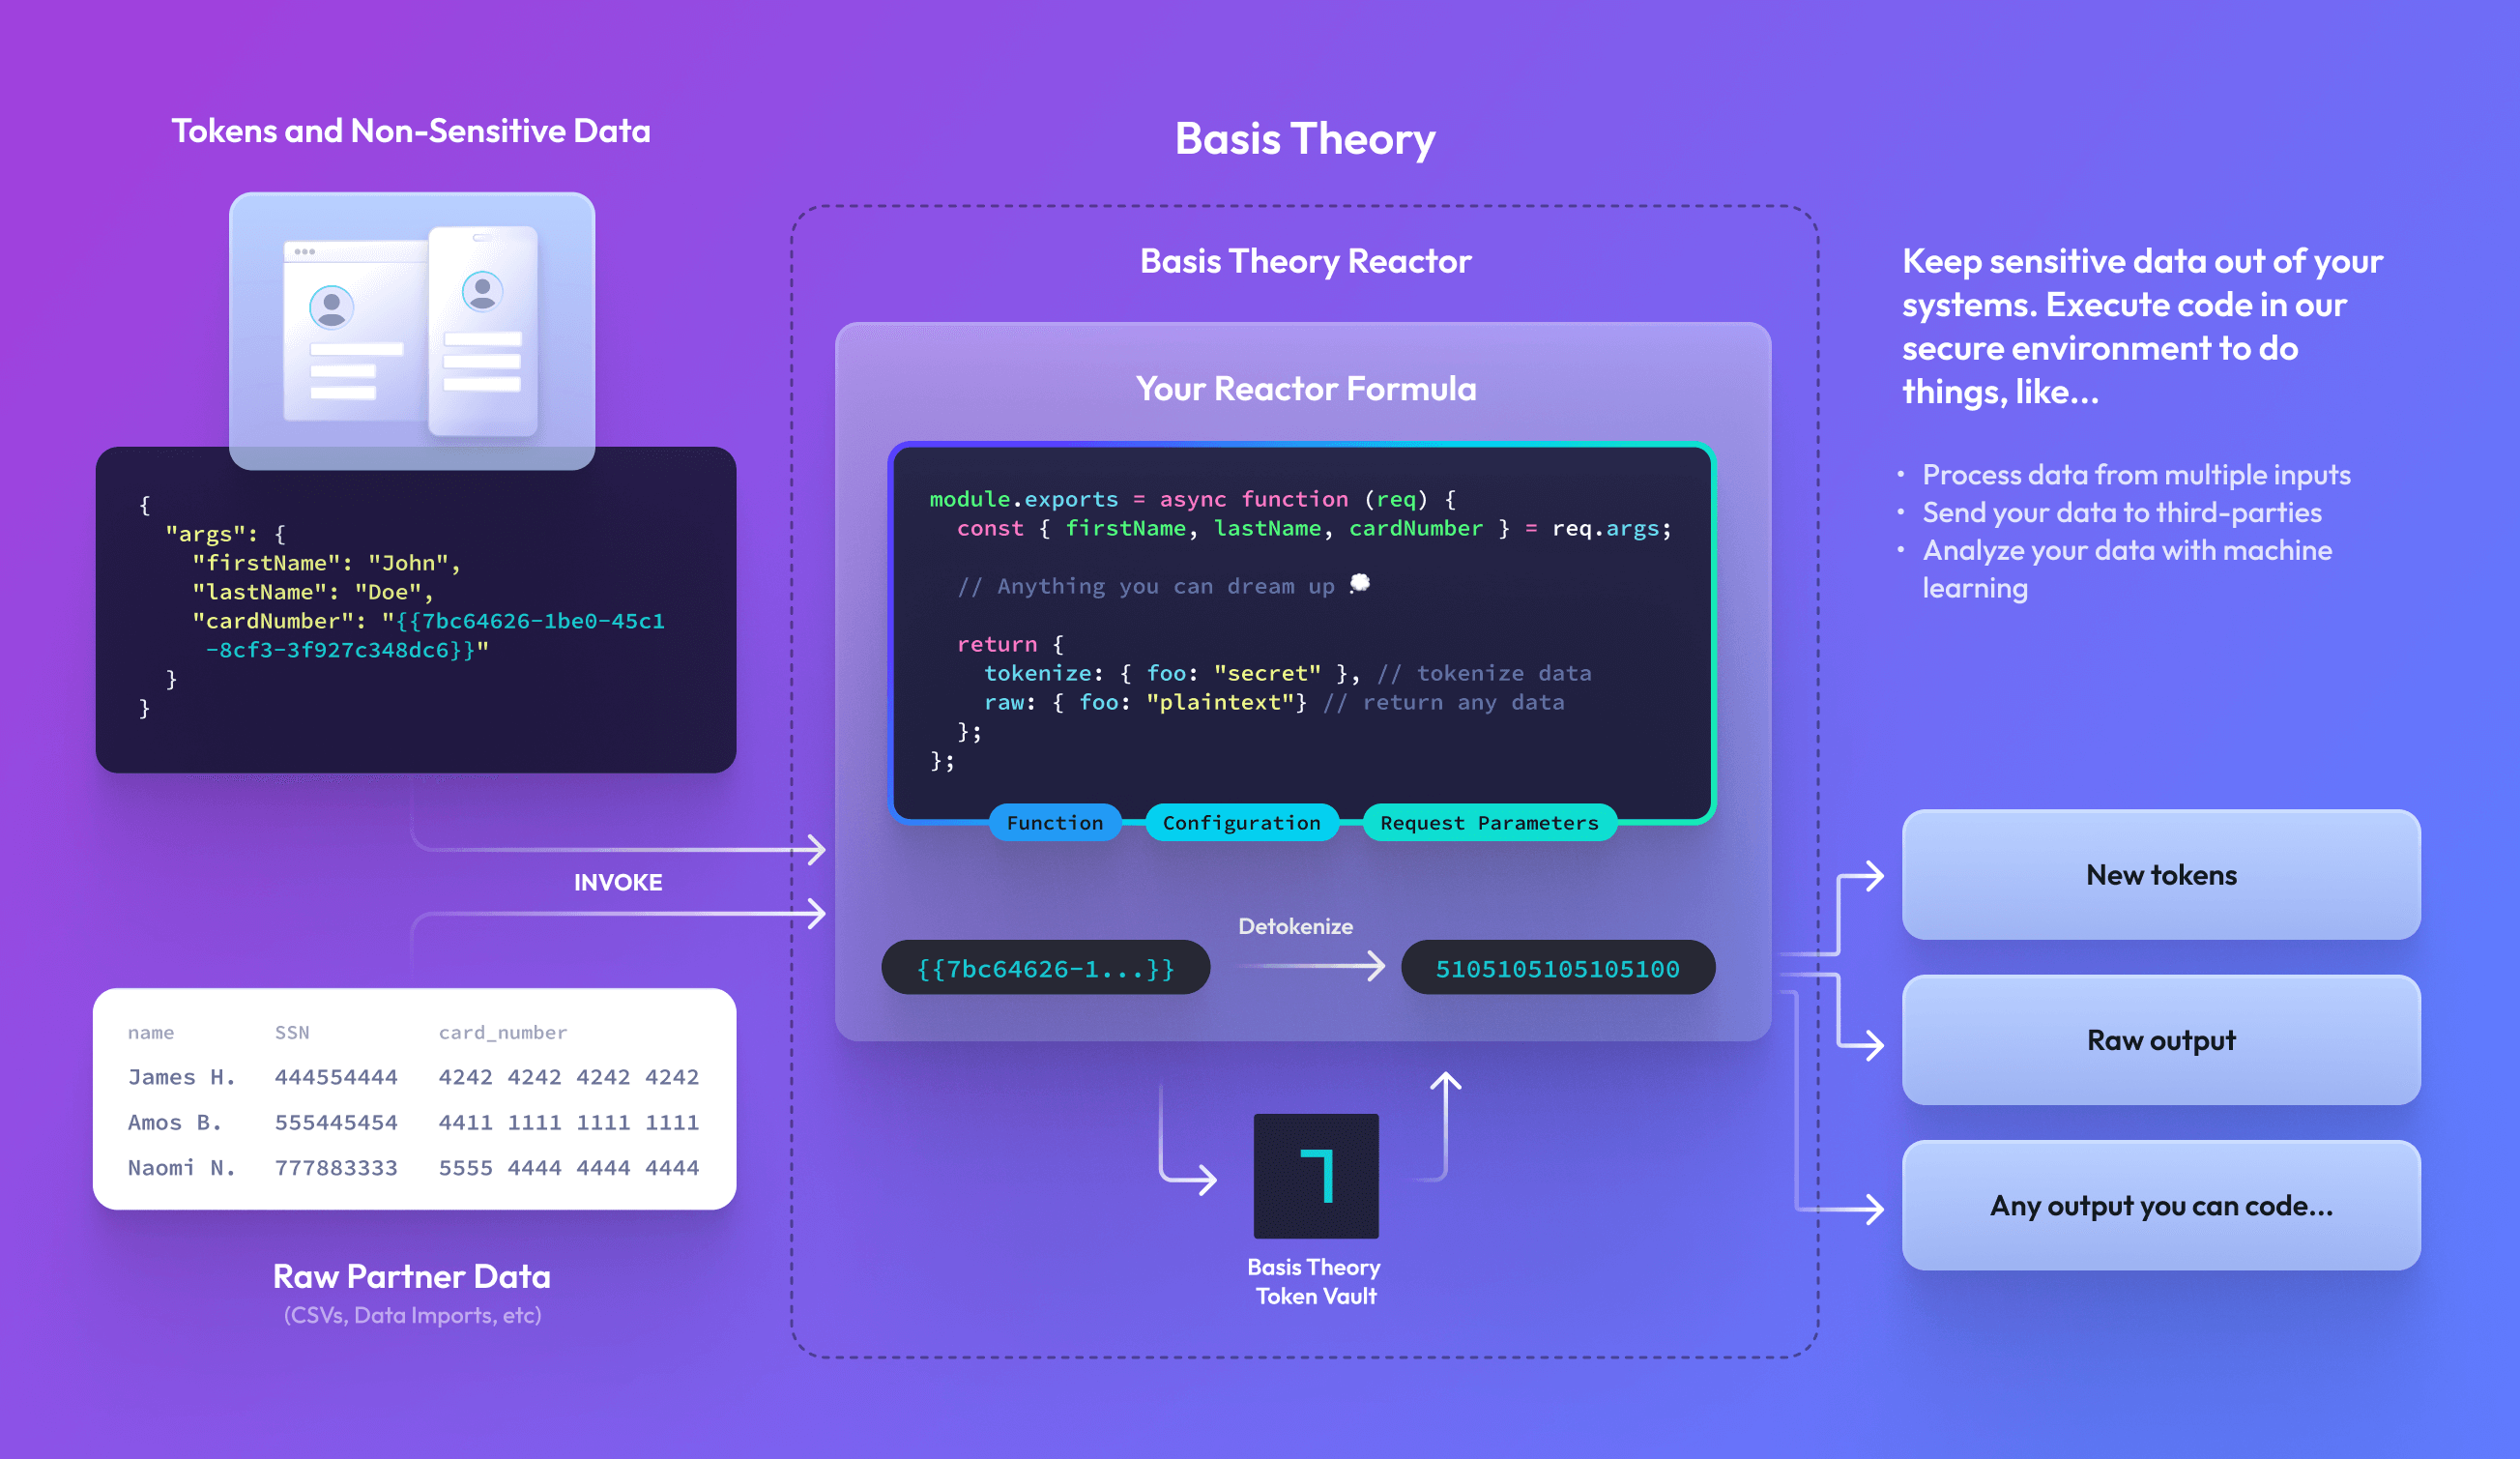 Tokens and Non-Sensitive Data
{
"args": {
"firstName": "John",
"lastName": "Doe",
"cardNumber": "{{7bc64626-1be0-45c1
-8cf3-3f927c348dc6}}"
}
}
INVOKE
name SSN card_number
James H. 444554444 4242 4242 4242 4242
Amos B. 555445454 4411 1111 1111 1111
Naomi N. 777883333 5555 4444 4444 4444
Raw Partner Data
(CSVs, Data Imports, etc)
Basis Theory
Basis Theory Reactor
Your Reactor Formula
module.exports = async function (req) {
const { firstName, lastName, cardNumber } = req.args;
// Anything you can dream up 💭
return {
tokenize: { foo: "secret" }, // tokenize data
raw: { foo: "plaintext"} // return any data
};
};
Function Configuration Request Parameters
Detokenize
{{7bc64626-1...}} 5105105105105100
Basis Theory
Token Vault
Keep sensitive data out of your
systems. Execute code in our
secure environment to do
things, like...
• Process data from multiple inputs
• Send your data to third-parties
• Analyze your data with machine
learning
New tokens
Raw output
Any output you can code...